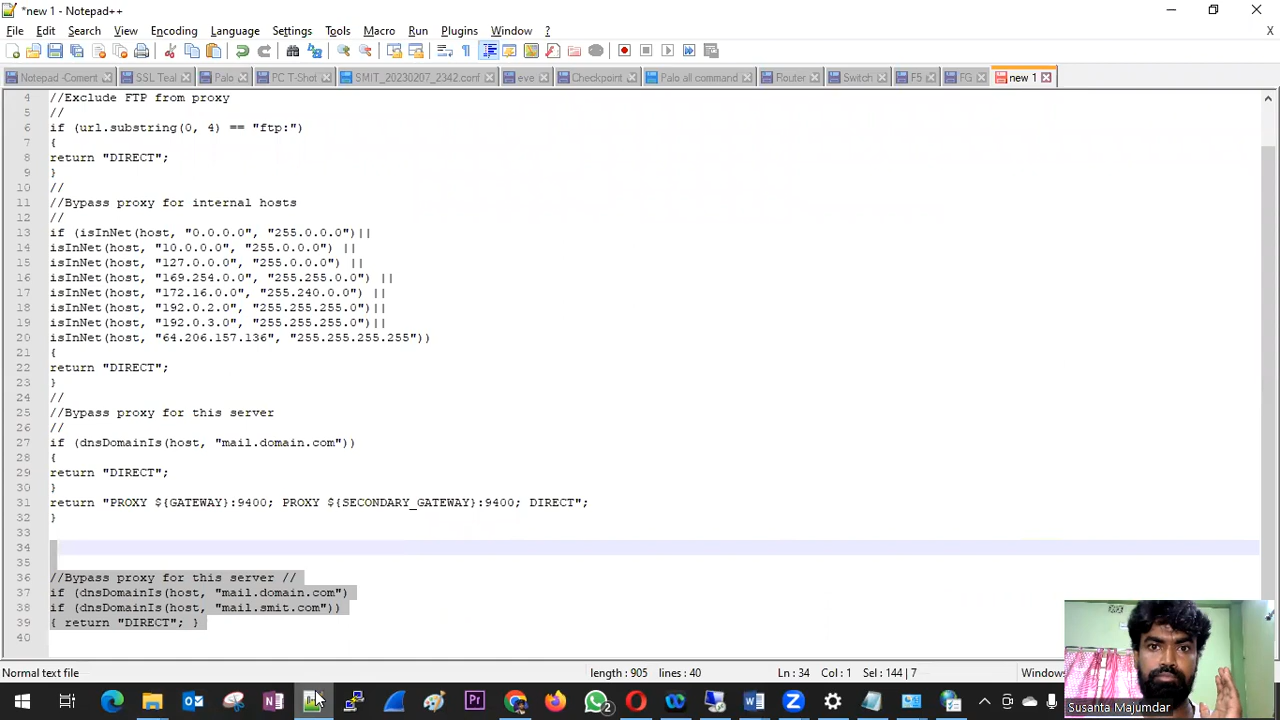 *new 1 - Notepad++
File Edit Search View Encoding Language Settings Tools Macro Run Plugins Window ?
X
Notepad -Coment SSL Teal Palo PC T.shot SMIT_20230207_2342.conf eve Checkpoint Palo all command Router Switch F5 FG new 1
4 //Exclude FTP from proxy
5 //
6 if (url.substring(0, 4) == "ftp:")
7 {
8 return "DIRECT";
9 }
10 //
11 //Bypass proxy for internal hosts
12 //
13 if (isInNet(host, "0.0.0.0", "255.0.0.0")||
14 isInNet(host, "10.0.0.0", "255.0.0.0") ||
15 isInNet(host, "127.0.0.0", "255.0.0.0") ||
16 isInNet(host, "169.254.0.0", "255.255.0.0") ||
17 isInNet(host, "172.16.0.0", "255.240.0.0") ||
18 isInNet(host, "192.0.2.0", "255.255.255.0")||
19 isInNet(host, "192.0.3.0", "255.255.255.0")||
20 isInNet(host, "64.206.157.136", "255.255.255.255"))
21 {
22 return "DIRECT";
23 }
24 //
25 //Bypass proxy for this server
26 //
27 if (dnsDomainIs(host, "mail.domain.com"))
28 {
29 return "DIRECT";
30 }
31 return "PROXY ${GATEWAY}:9400; PROXY ${SECONDARY_GATEWAY}:9400; DIRECT";
32 }
33
34
35
36 //Bypass proxy for this server //
37 if (dnsDomainIs(host, "mail.domain.com")
38 if (dnsDomainIs(host, "mail.smit.com"))
39 { return "DIRECT"; }
40
Normal text file length : 905 lines : 40 Ln : 34 Col : 1 Sel : 144 | 7 Windows
Susanta Majumdar